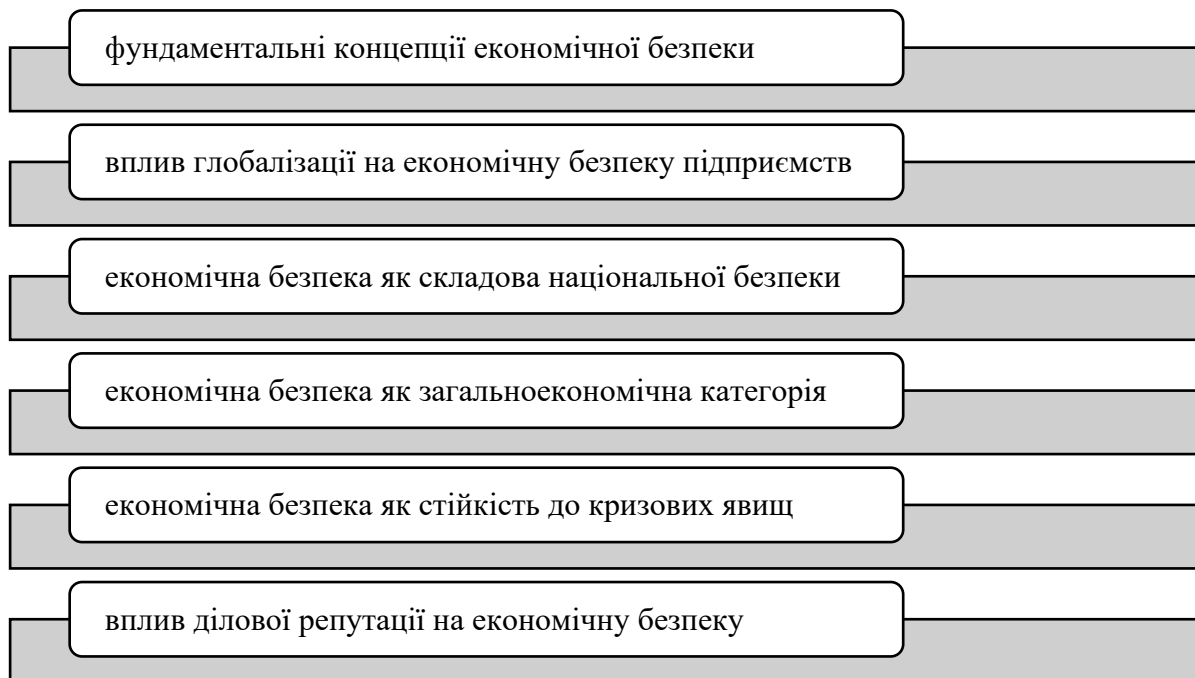 фундаментальні концепції економічної безпеки
вплив глобалізації на економічну безпеку підприємств
економічна безпека як складова національної безпеки
економічна безпека як загальноекономічна категорія
економічна безпека як стійкість до кризових явищ
вплив ділової репутації на економічну безпеку